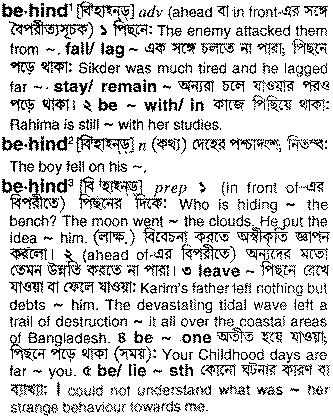 be·hind¹ [বিহাইনড্] adv (ahead বা in front-এর সঙ্গে
বৈপরীত্যসূচক) ১ পিছনে: The enemy attacked them
from ~. fall/ lag ~ এক সঙ্গে চলতে না পারা; পিছনে
পড়ে থাকা: Sikder was much tired and he lagged
far ~. stay/ remain ~ অন্যরা চলে যাওয়ার পরও
পড়ে থাকা। ২ be ~ with/ in কাজে পিছিয়ে থাকা:
Rahima is still ~ with her studies.
be·hind² [বিহাইনড্] n (কথ্য) দেহের পশ্চাদদেশ, নিতম্ব:
The boy fell on his ~.
be·hind³ [বিহাইনড্] prep ১ (in front of-এর
বিপরীতে) পিছনের দিকে: Who is hiding ~ the
bench? The moon went ~ the clouds. He put the
idea ~ him. (লাক্ষ.) বিবেচনা করতে অস্বীকৃতি জ্ঞাপন
করলো। ২ (ahead of-এর বিপরীতে) অন্যদের মতো
তেমন উন্নতি করতে না পারা। ৩ leave ~ পিছনে রেখে
যাওয়া বা ফেলে যাওয়া: Karim's father left nothing but
debts ~ him. The devastating tidal wave left a
trail of destruction ~ it all over the coastal areas
of Bangladesh. ৪ be ~ one অতীত হয়ে যাওয়া,
পিছনে পড়ে থাকা (সময়): Your Childhood days are
far ~ you. ৫ be/ lie ~ sth কোনো ঘটনার কারণ বা
ব্যাখ্যা: I could not understand what was ~ her
strange behaviour towards me.